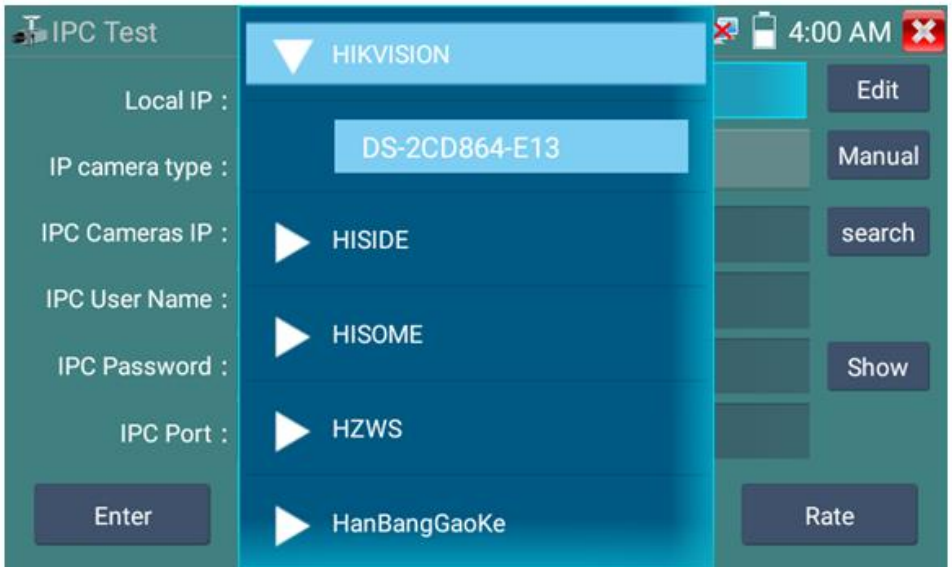 IPC Test
4:00 AM
HIKVISION
Local IP :
Edit
DS-2CD864-E13
IP camera type :
Manual
IPC Cameras IP :
HISIDE
search
IPC User Name :
HISOME
IPC Password :
Show
IPC Port :
HZWS
Enter
HanBangGaoKe
Rate